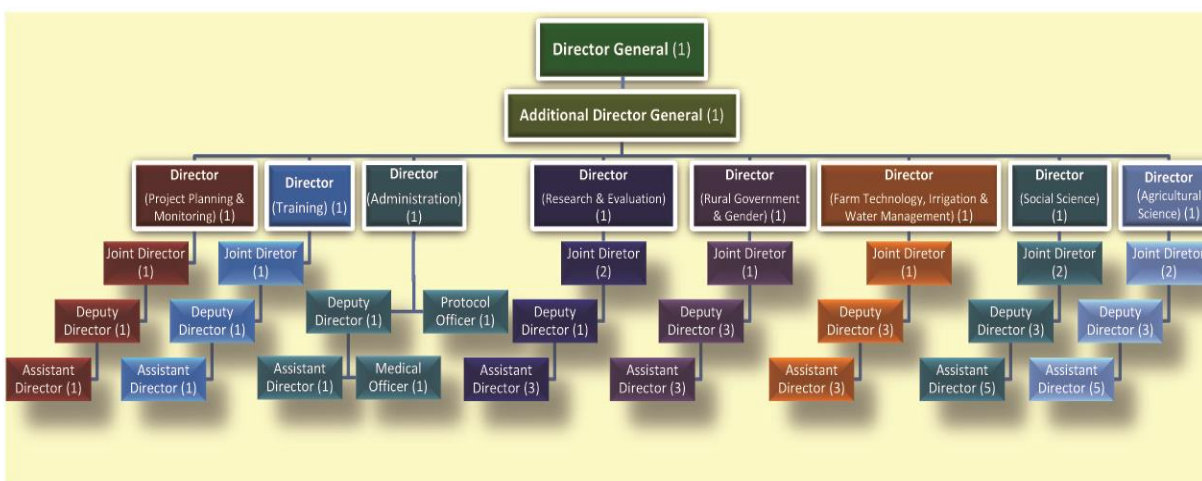 Director General (1)
Additional Director General (1)
Director
(Project Planning &
Monitoring) (1)
Director
(Training) (1)
Director
(Administration)
(1)
Director
(Research & Evaluation)
(1)
Director
(Rural Government
& Gender) (1)
Director
(Farm Technology, Irrigation &
Water Management) (1)
Director
(Social Science)
(1)
Director
(Agricultural
Science) (1)
Joint Director
(1)
Joint Diretor
(1)
Joint Diretor
(2)
Joint Diretor
(1)
Joint Diretor
(1)
Joint Diretor
(2)
Joint Diretor
(2)
Deputy
Director (1)
Deputy
Director (1)
Deputy
Director (1)
Protocol
Officer (1)
Deputy
Director (1)
Deputy
Director (3)
Deputy
Director (3)
Deputy
Director (3)
Deputy
Director (3)
Assistant
Director (1)
Assistant
Director (1)
Assistant
Director (1)
Medical
Officer (1)
Assistant
Director (3)
Assistant
Director (3)
Assistant
Director (3)
Assistant
Director (5)
Assistant
Director (5)